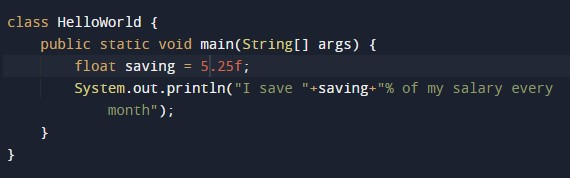 class HelloWorld {
    public static void main(String[] args) {
        float saving = 5.25f;
        System.out.println("I save "+saving+"% of my salary every
            month");
    }
}